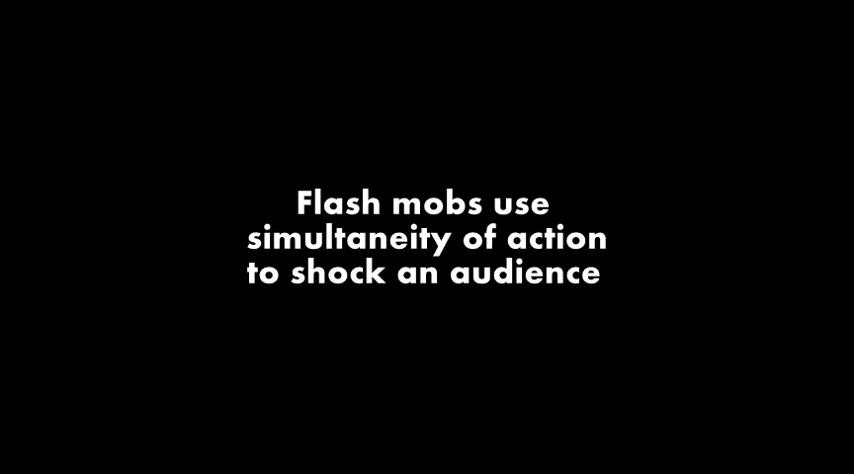 Flash mobs use
simultaneity of action
to shock an audience